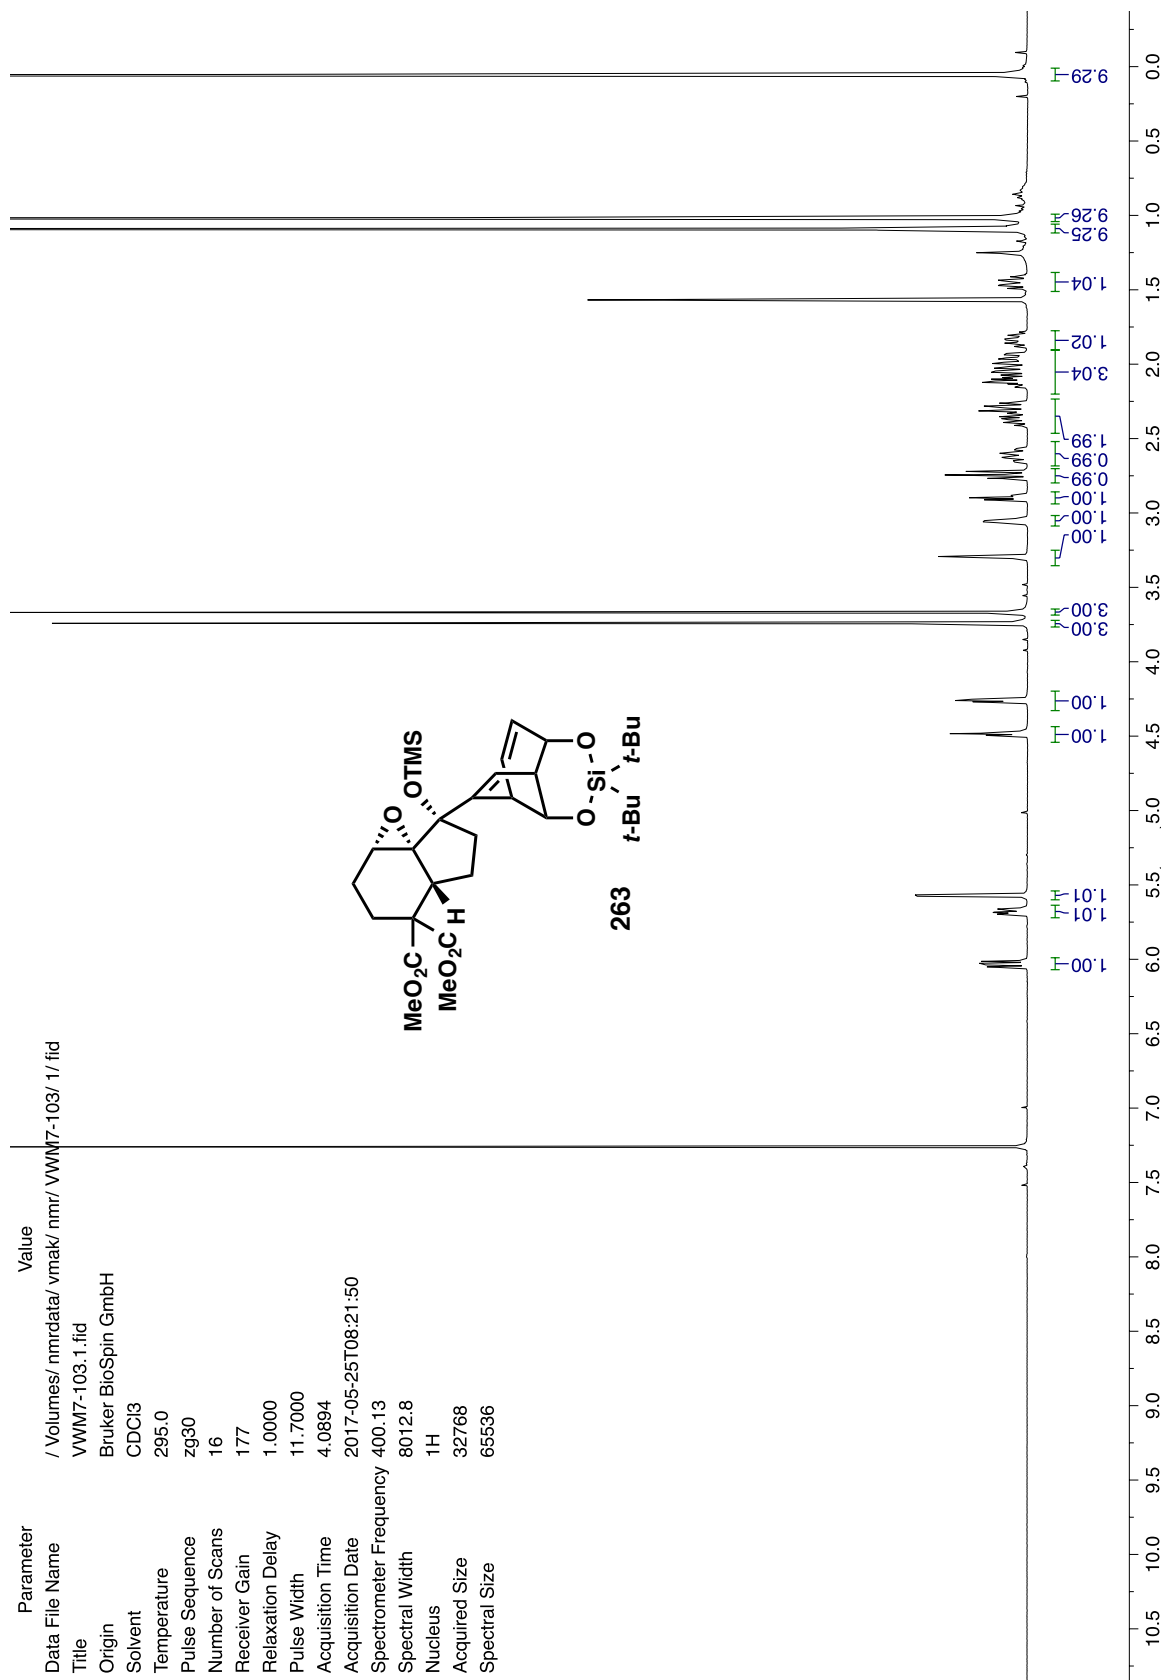 Parameter Value
Data File Name / Volumes/ nmrdata/ vmak/ nmr/ VWM7-103/ 1/ fid
Title VWM7-103.1.fid
Origin Bruker BioSpin GmbH
Solvent CDCl3
Temperature 295.0
Pulse Sequence zg30
Number of Scans 16
Receiver Gain 177
Relaxation Delay 1.0000
Pulse Width 11.7000
Acquisition Time 4.0894
Acquisition Date 2017-05-25T08:21:50
Spectrometer Frequency 400.13
Spectral Width 8012.8
Nucleus 1H
Acquired Size 32768
Spectral Size 65536
MeO2C
MeO2C
H
O
OTMS
O
Si
O
t-Bu
t-Bu
263
1.00
1.01
1.01
1.00
1.00
3.00
3.00
1.00
1.00
1.00
0.99
0.99
1.99
3.04
1.02
1.04
9.25
9.26
9.29
10.5 10.0 9.5 9.0 8.5 8.0 7.5 7.0 6.5 6.0 5.5 5.0 4.5 4.0 3.5 3.0 2.5 2.0 1.5 1.0 0.5 0.0